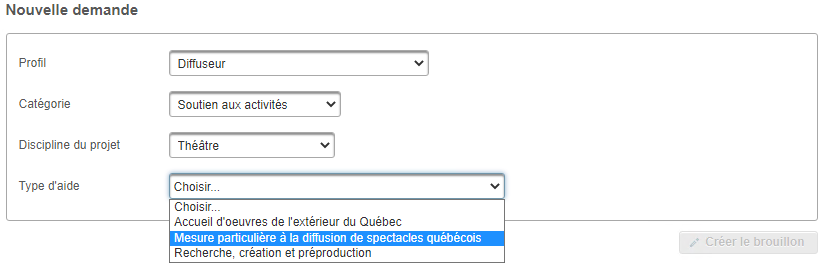 Nouvelle demande
Profil
Diffuseur
Catégorie
Soutien aux activités
Discipline du projet
Théâtre
Type d'aide
Choisir...
Choisir...
Accueil d'oeuvres de l'extérieur du Québec
Mesure particulière à la diffusion de spectacles québécois
Recherche, création et préproduction
Créer le brouillon